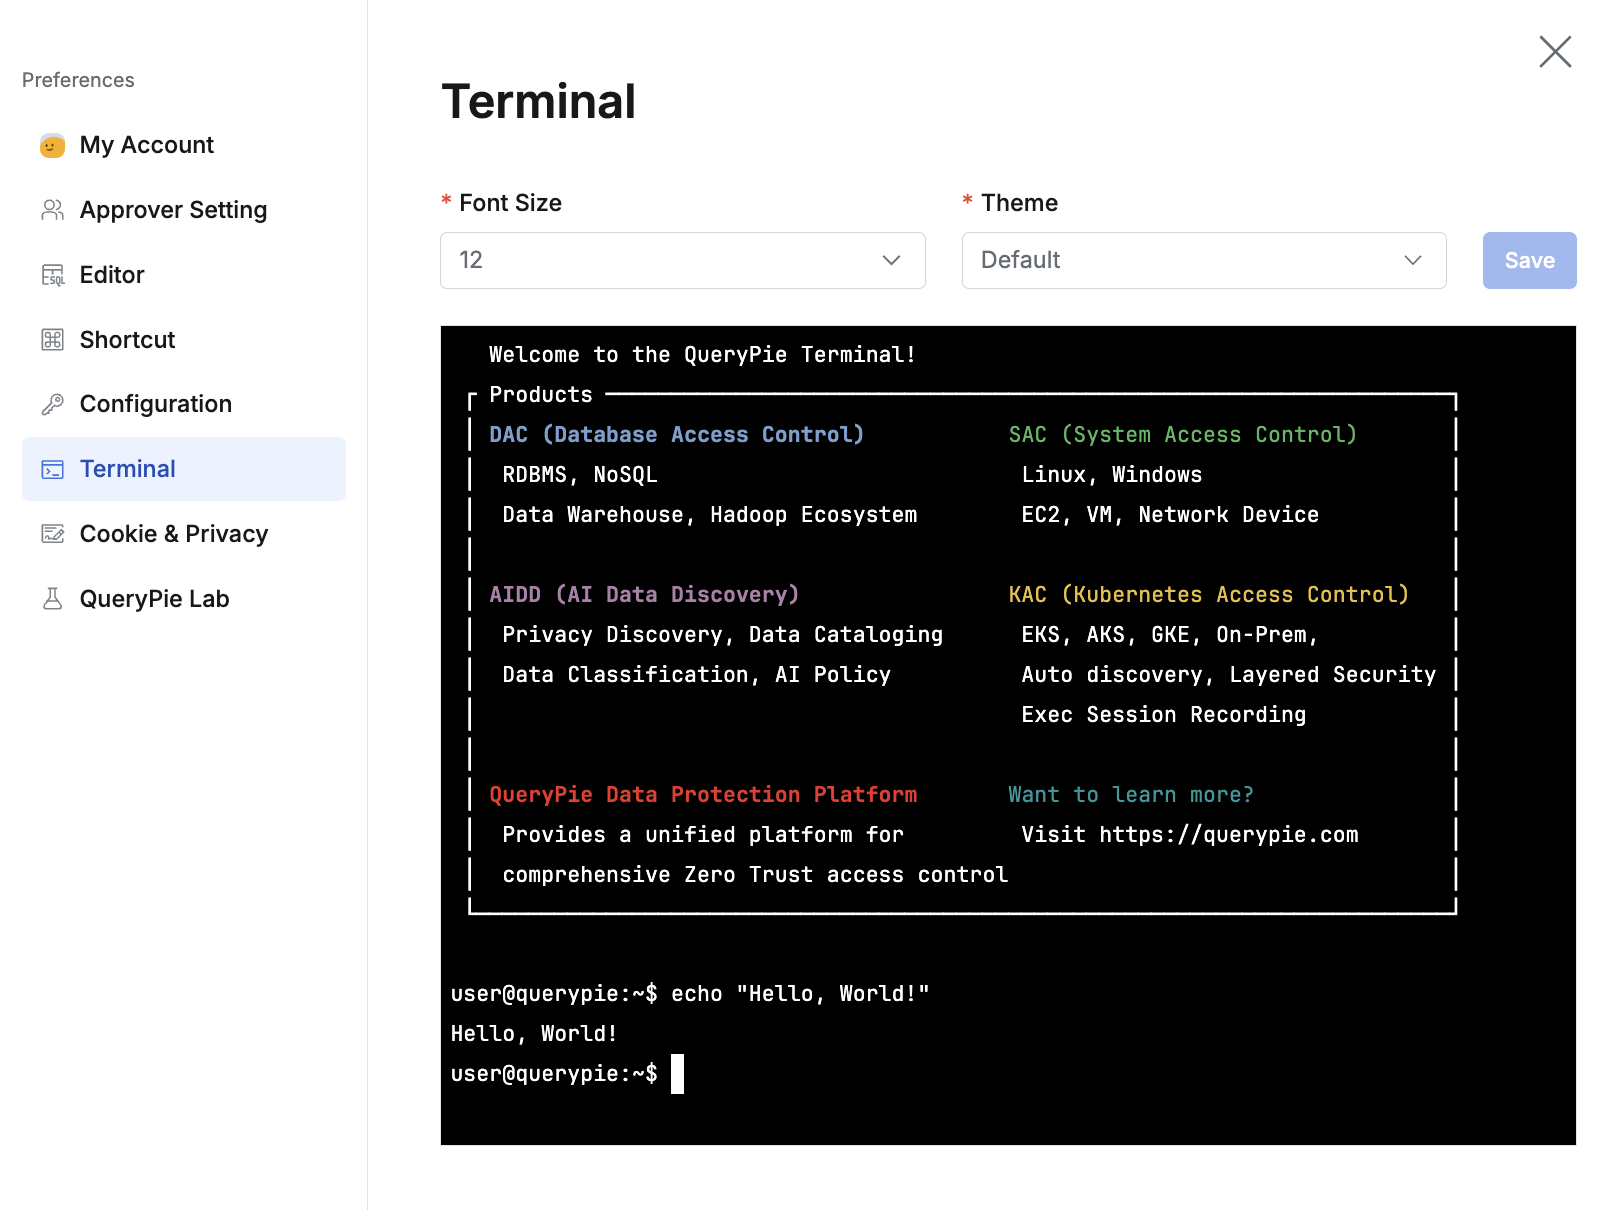 Preferences
My Account
Approver Setting
Editor
Shortcut
Configuration
Terminal
Cookie & Privacy
QueryPie Lab
Terminal
* Font Size
12
* Theme
Default
Save
Welcome to the QueryPie Terminal!
Products
DAC (Database Access Control) SAC (System Access Control)
RDBMS, NoSQL Linux, Windows
Data Warehouse, Hadoop Ecosystem EC2, VM, Network Device
AIDD (AI Data Discovery) KAC (Kubernetes Access Control)
Privacy Discovery, Data Cataloging EKS, AKS, GKE, On-Prem,
Data Classification, AI Policy Auto discovery, Layered Security
Exec Session Recording
QueryPie Data Protection Platform Want to learn more?
Provides a unified platform for Visit https://querypie.com
comprehensive Zero Trust access control
user@querypie:~$ echo "Hello, World!"
Hello, World!
user@querypie:~$